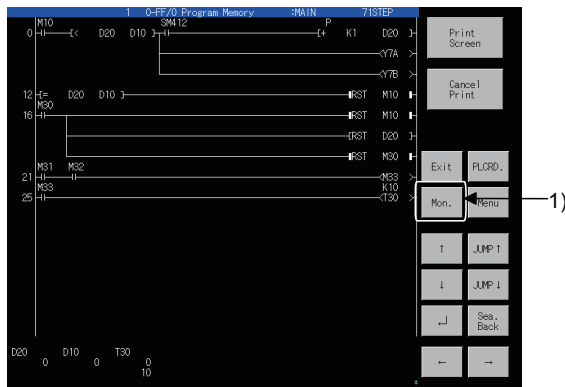 1 0-FF/0 Program Memory :MAIN 71STEP
M10 SM412 P
0 [< D20 D10 ] [+ K1 D20 ]
<Y7A >
<Y7B >
12 [= D20 D10 ] [RST M10 ]
M30
16 [RST M10 ]
[RST D20 ]
[RST M30 ]
M31 M32
21 <M33 >
M33 K10
25 <T30 >
D20 D10 T30
0 0 0
10
Print Screen
Cancel Print
Exit PLCRD.
Mon. Menu
1)
↑ JUMP↑
↓ JUMP↓
↵ Sea. Back
← →